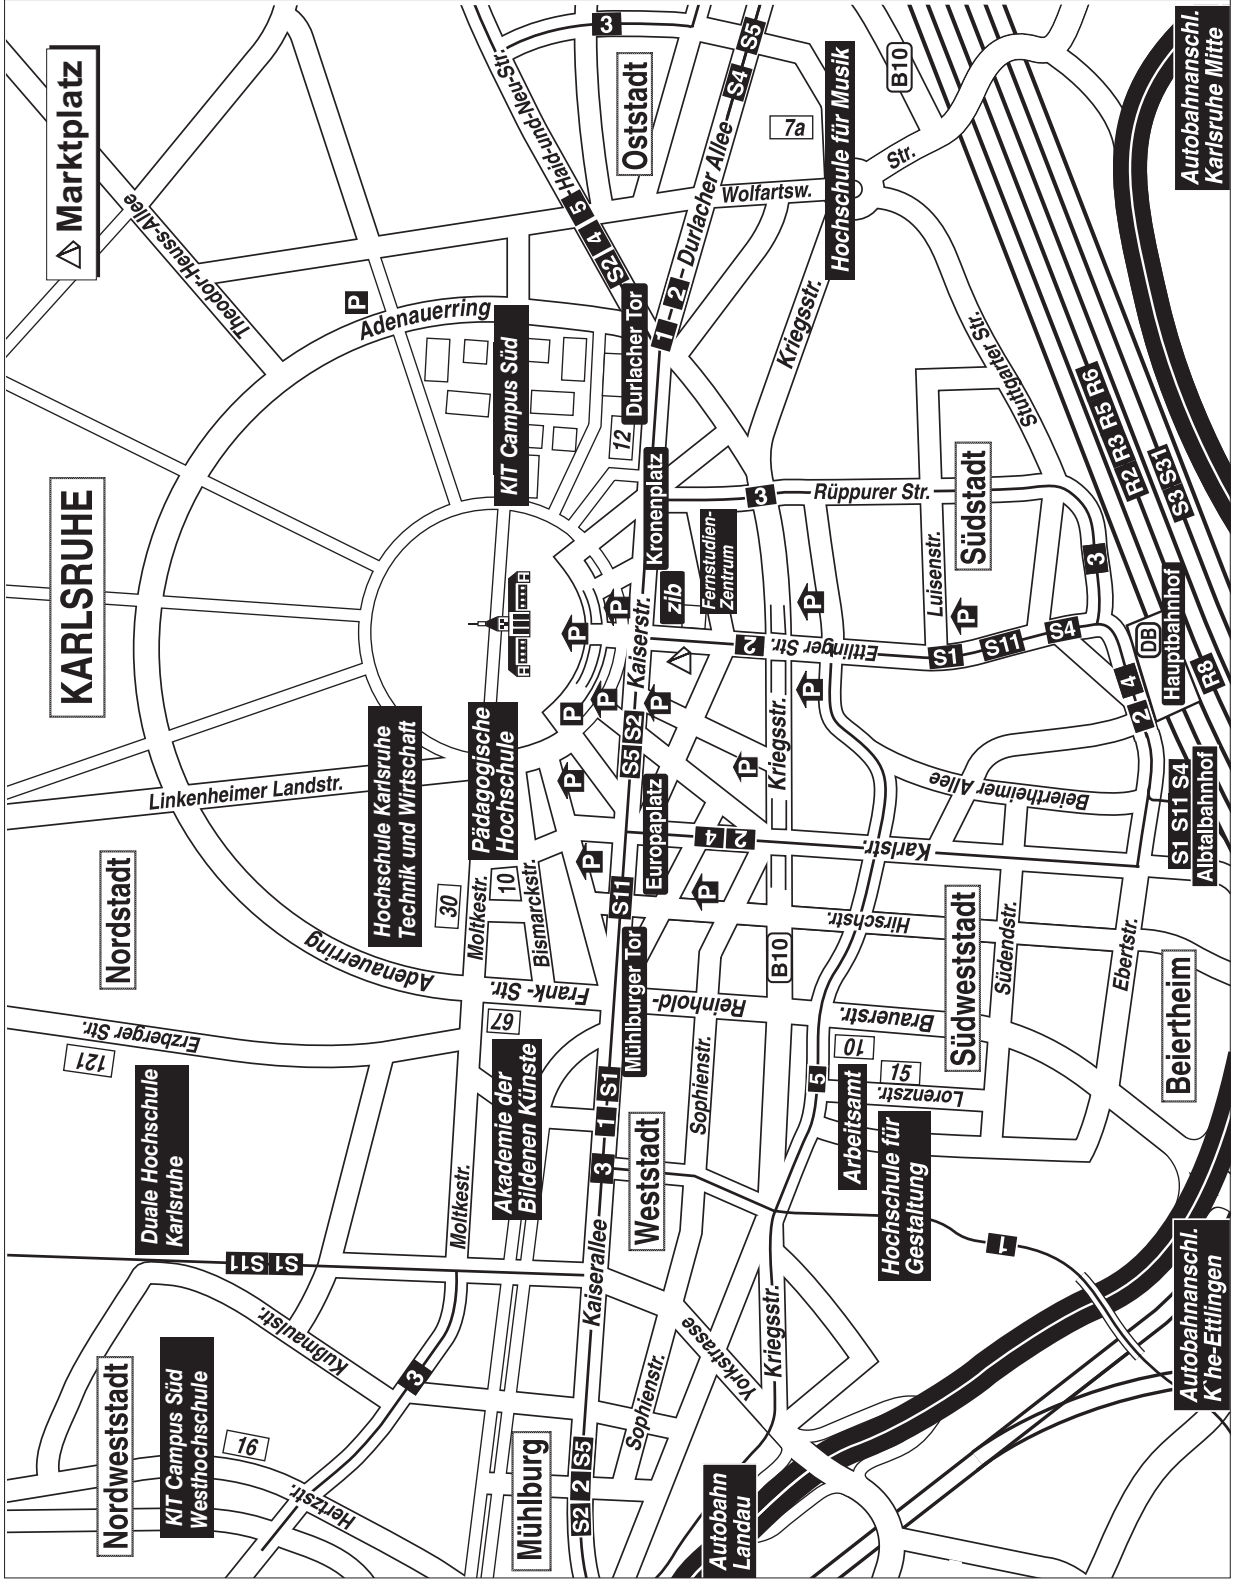 KARLSRUHE
Marktplatz
Theodor-Heuss-Allee
Adenauerring
P
Haid-und-Neu-Str.
3
Oststadt
S4 S5
7a
Hochschule für Musik
B10
Autobahnanschl.
Karlsruhe Mitte
Str.
Wolfartsw.
Durlacher Allee
1 2
S2 4 5
Durlacher Tor
KIT Campus Süd
12
Kriegsstr.
Stuttgarter Str.
R2 R3 R5 R6
S3 S31
Kronenplatz
3
Rüppurer Str.
Südstadt
Luisenstr.
3
Fernstudien-
Zentrum
zib
Kaiserstr.
P
P
P
P
2
Ettlinger Str.
S1
S11
S4
DB
Hauptbahnhof
R8
2 4
P
P
P
P
P
P
P
P
P
S5 S2
Kriegsstr.
Beiertheimer Allee
S1 S11 S4
Albtalbahnhof
Europaplatz
4 2
Karlstr.
Linkenheimer Landstr.
Hochschule Karlsruhe
Technik und Wirtschaft
Pädagogische
Hochschule
30
10
Moltkestr.
Bismarckstr.
S11
Hirschstr.
B10
Nordstadt
Adenauerring
Frank- Str.
Reinhold-
Mühlburger Tor
Südweststadt
Südendstr.
Ebertstr.
Brauerstr.
Beiertheim
Erzberger Str.
121
67
Akademie der
Bildenen Künste
1 S1
Sophienstr.
5
10
15
Lorenzstr.
Arbeitsamt
Hochschule für
Gestaltung
Duale Hochschule
Karlsruhe
Moltkestr.
3
Weststadt
1
S11 S1
Kaiserallee
Kriegsstr.
Yorkstrasse
Sophienstr.
Autobahnanschl.
K`he-Ettlingen
Kußmaulstr.
3
Nordweststadt
KIT Campus Süd
Westhochschule
16
Hertzstr.
Mühlburg
S2 2 S5
Autobahn
Landau